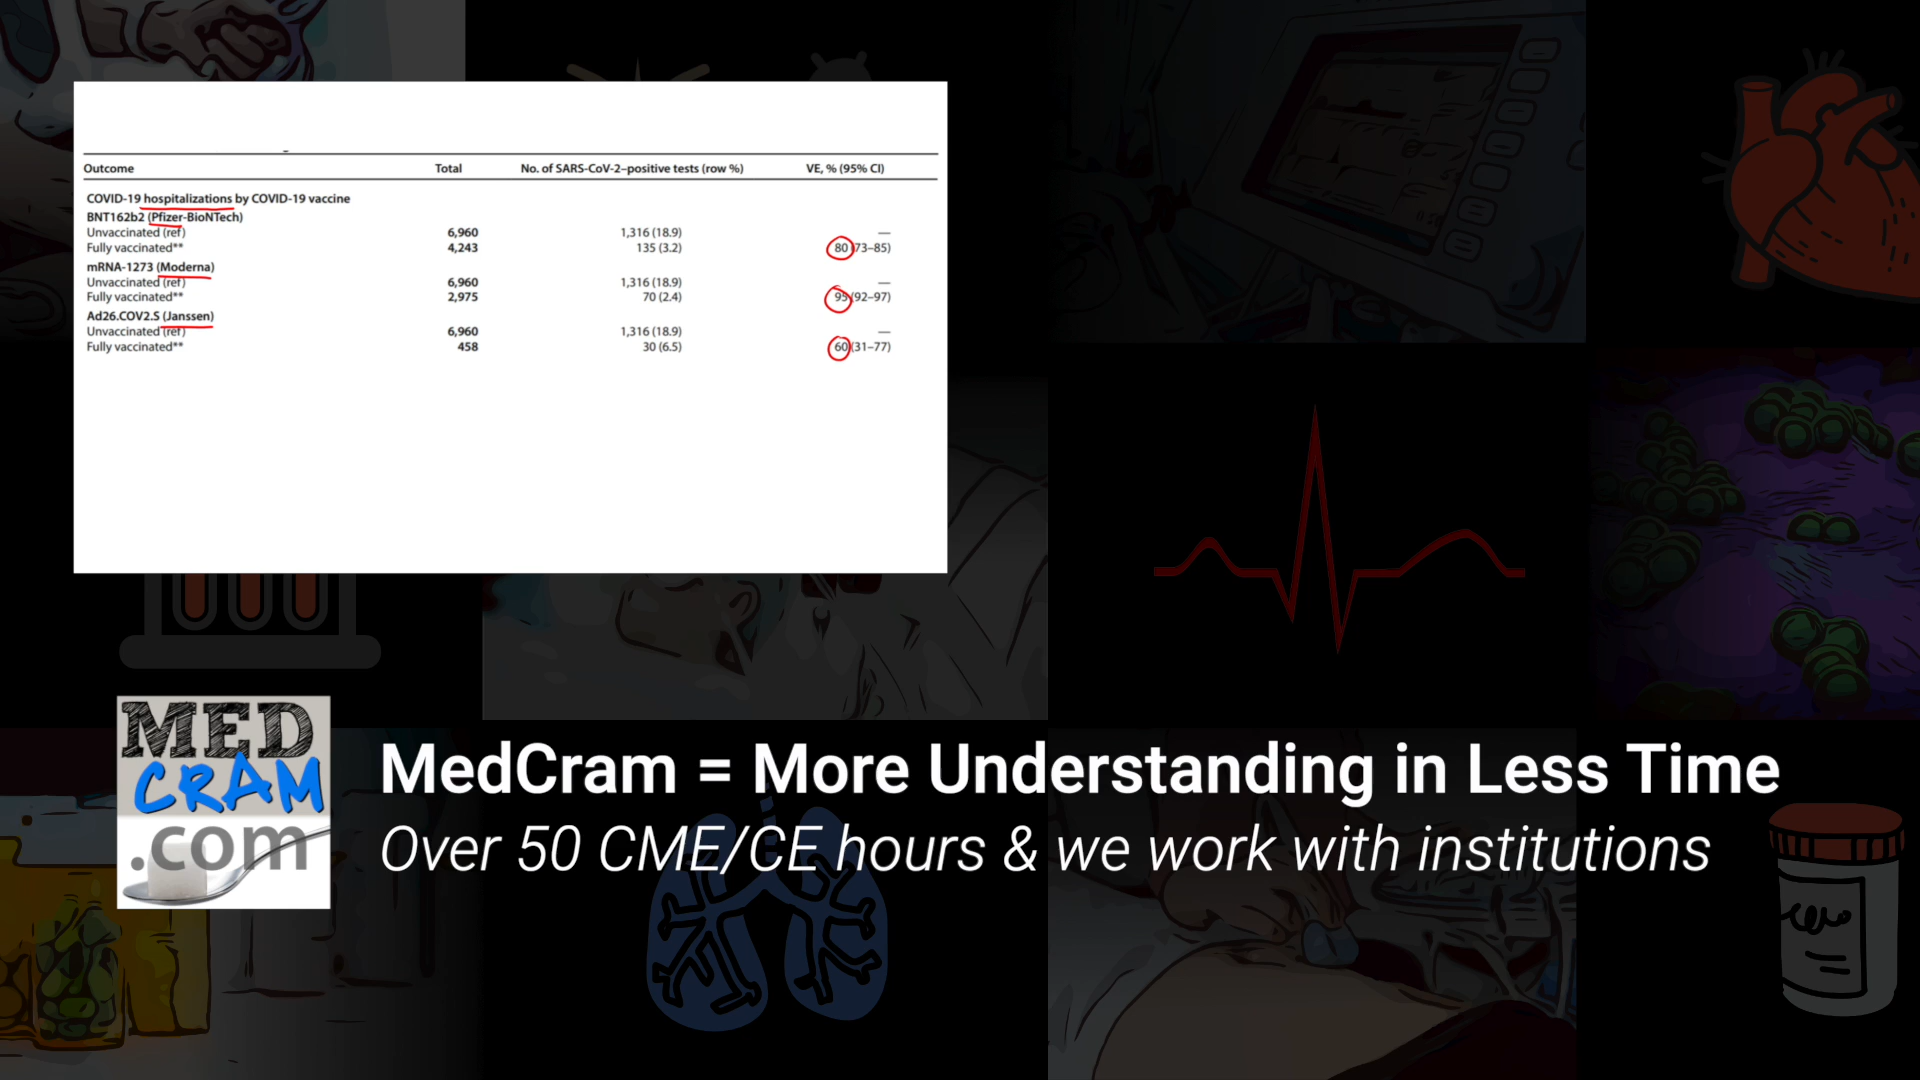 Outcome Total No. of SARS-CoV-2–positive tests (row %) VE, % (95% CI)
COVID-19 hospitalizations by COVID-19 vaccine
BNT162b2 (Pfizer-BioNTech)
Unvaccinated (ref) 6,960 1,316 (18.9) —
Fully vaccinated** 4,243 135 (3.2) 80 (73–85)
mRNA-1273 (Moderna)
Unvaccinated (ref) 6,960 1,316 (18.9) —
Fully vaccinated** 2,975 70 (2.4) 95 (92–97)
Ad26.COV2.S (Janssen)
Unvaccinated (ref) 6,960 1,316 (18.9) —
Fully vaccinated** 458 30 (6.5) 60 (31–77)
MED
CRAM
.com
MedCram = More Understanding in Less Time
Over 50 CME/CE hours & we work with institutions